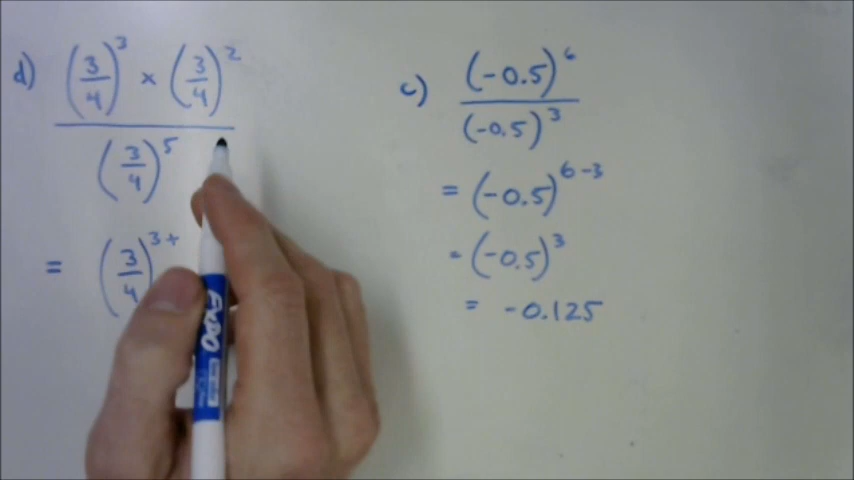 d) (3/4)^3 × (3/4)^2
(3/4)^5
= (3/4)^3+
c) (-0.5)^6
(-0.5)^3
= (-0.5)^6-3
= (-0.5)^3
= -0.125
EXPO